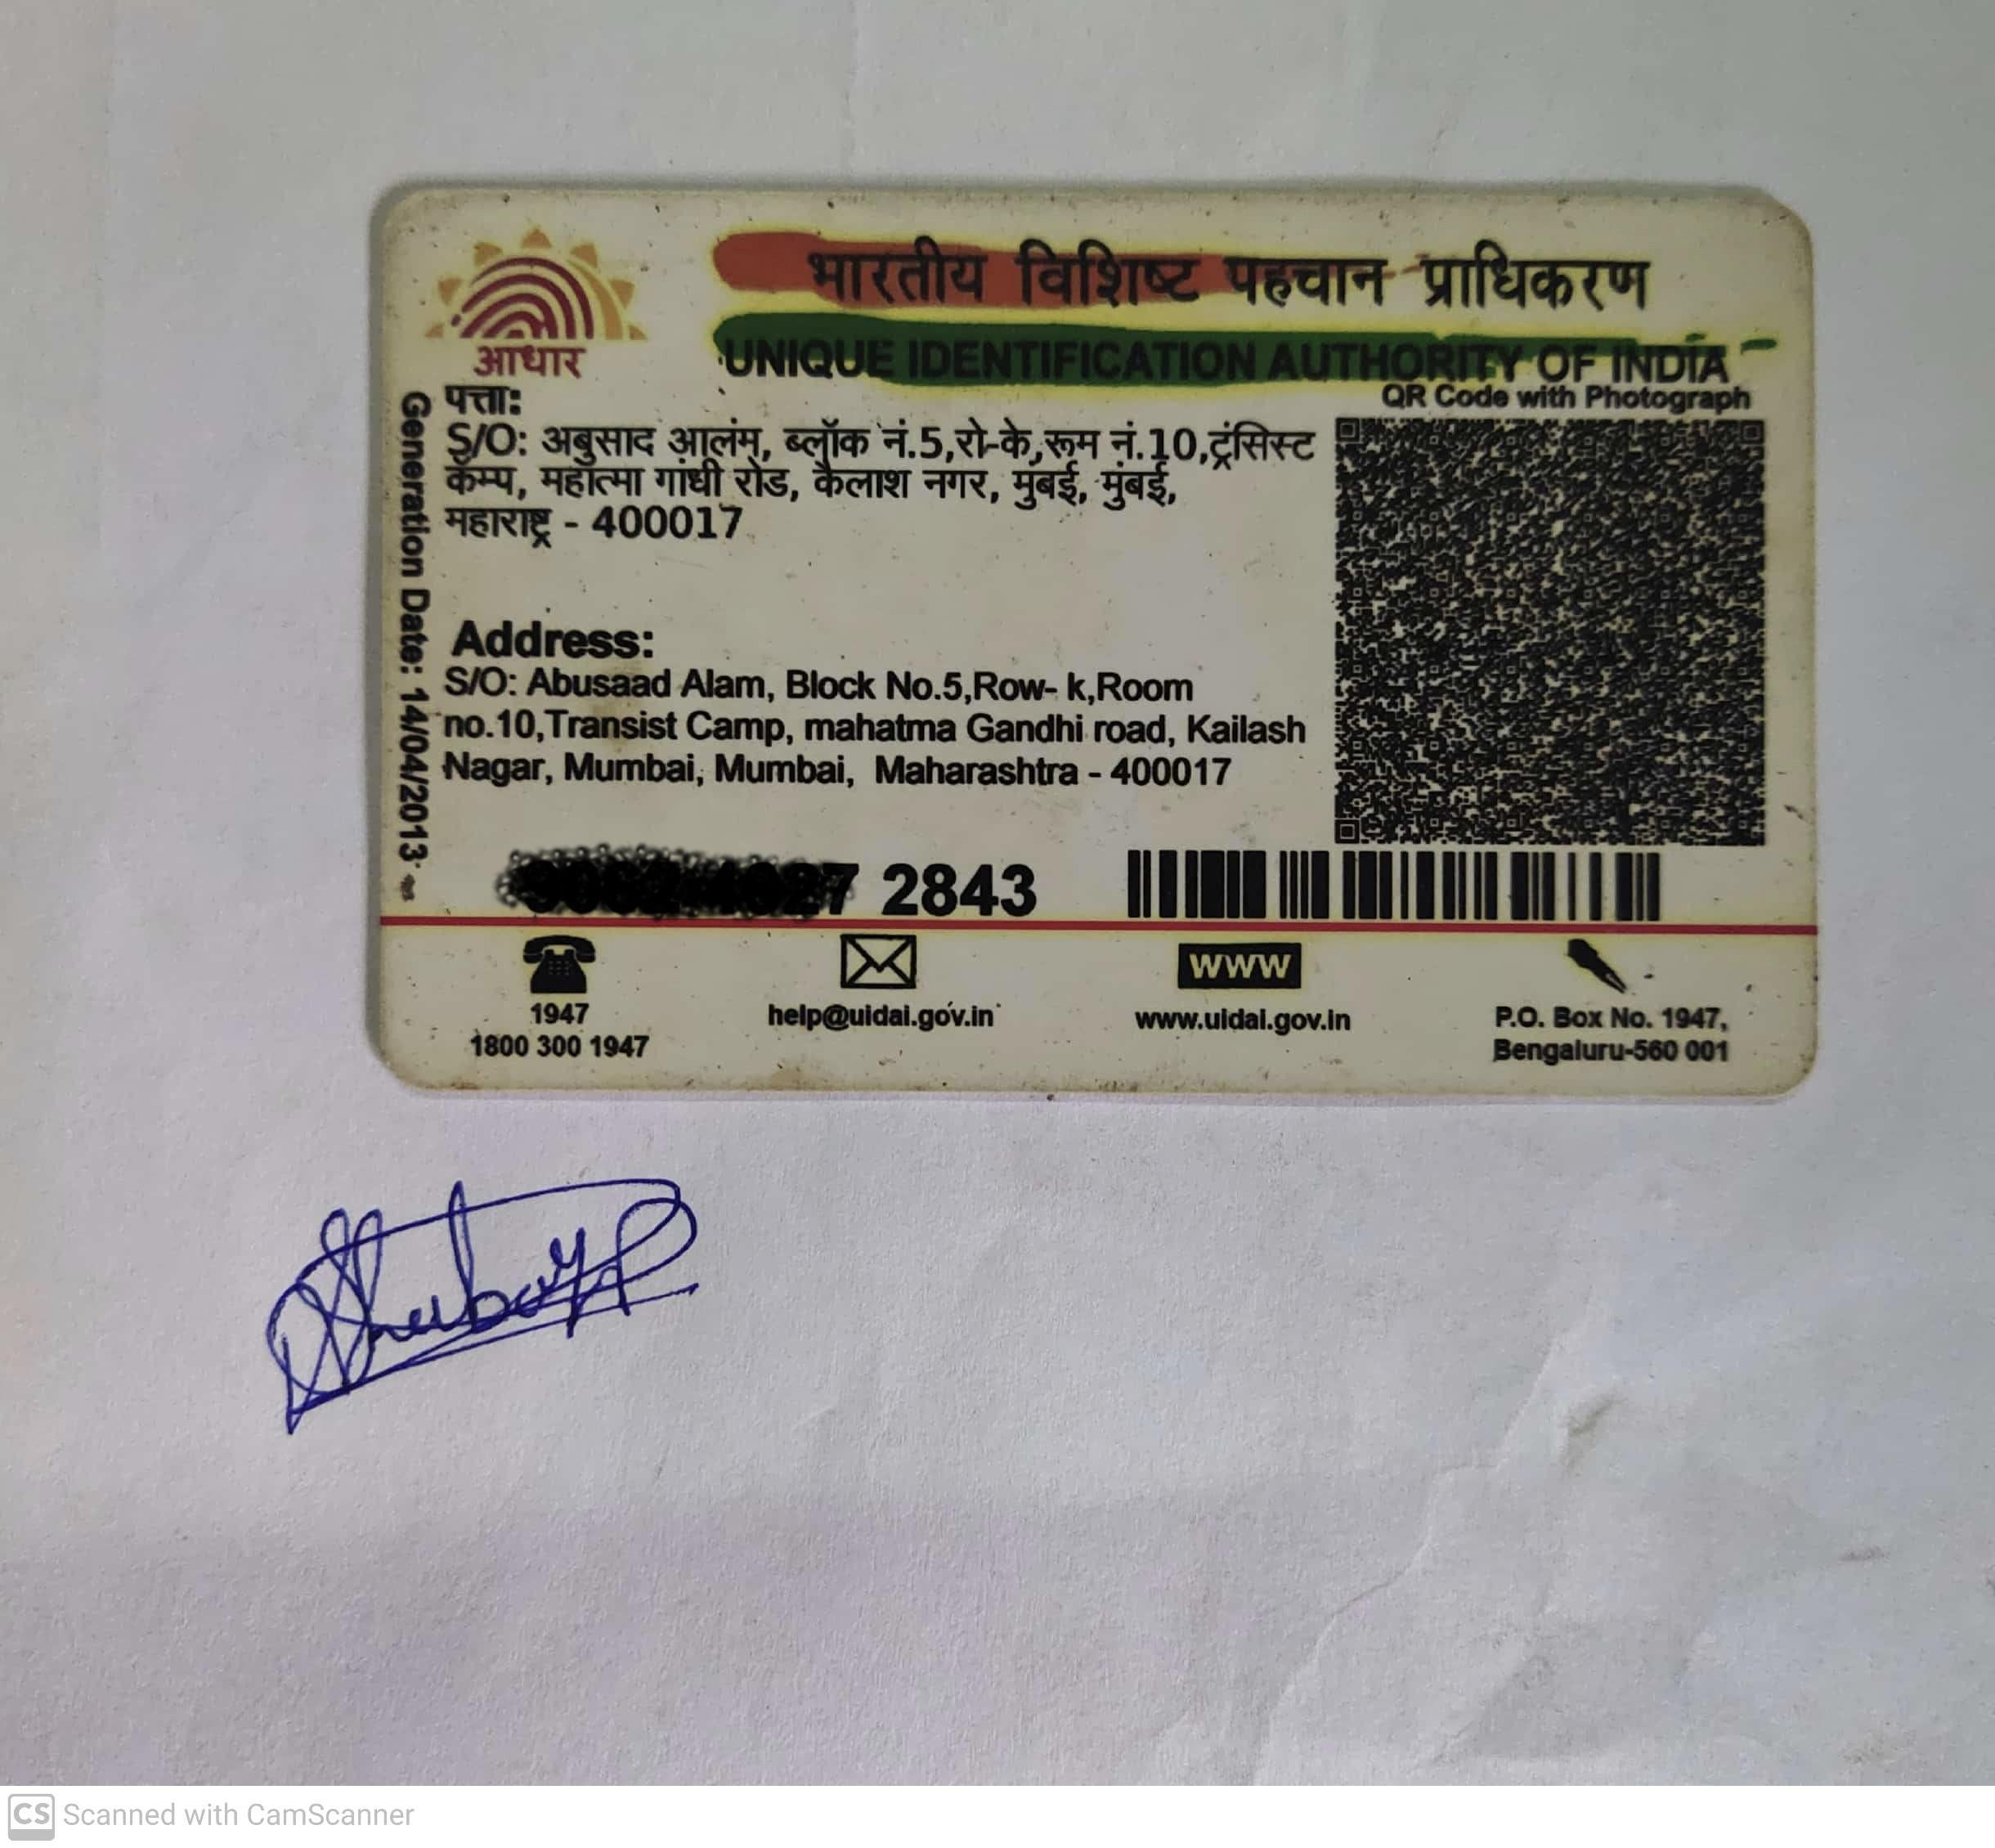 भारतीय विशिष्ट पहचान प्राधिकरण
UNIQUE IDENTIFICATION AUTHORITY OF INDIA
आधार
QR Code with Photograph
Generation Date: 14/04/2013
पत्ता:
S/O: अबुसाद आलंम, ब्लॉक नं.5,रो-के,रूम नं.10,ट्रंसिस्ट
केम्प, महात्मा गांधी रोड, कैलाश नगर, मुंबई, मुंबई,
महाराष्ट्र - 400017
Address:
S/O: Abusaad Alam, Block No.5,Row- k,Room
no.10,Transist Camp, mahatma Gandhi road, Kailash
Nagar, Mumbai, Mumbai, Maharashtra - 400017
2843
WWW
1947
1800 300 1947
help@uidai.gov.in
www.uidai.gov.in
P.O. Box No. 1947,
Bengaluru-560 001
CS Scanned with CamScanner